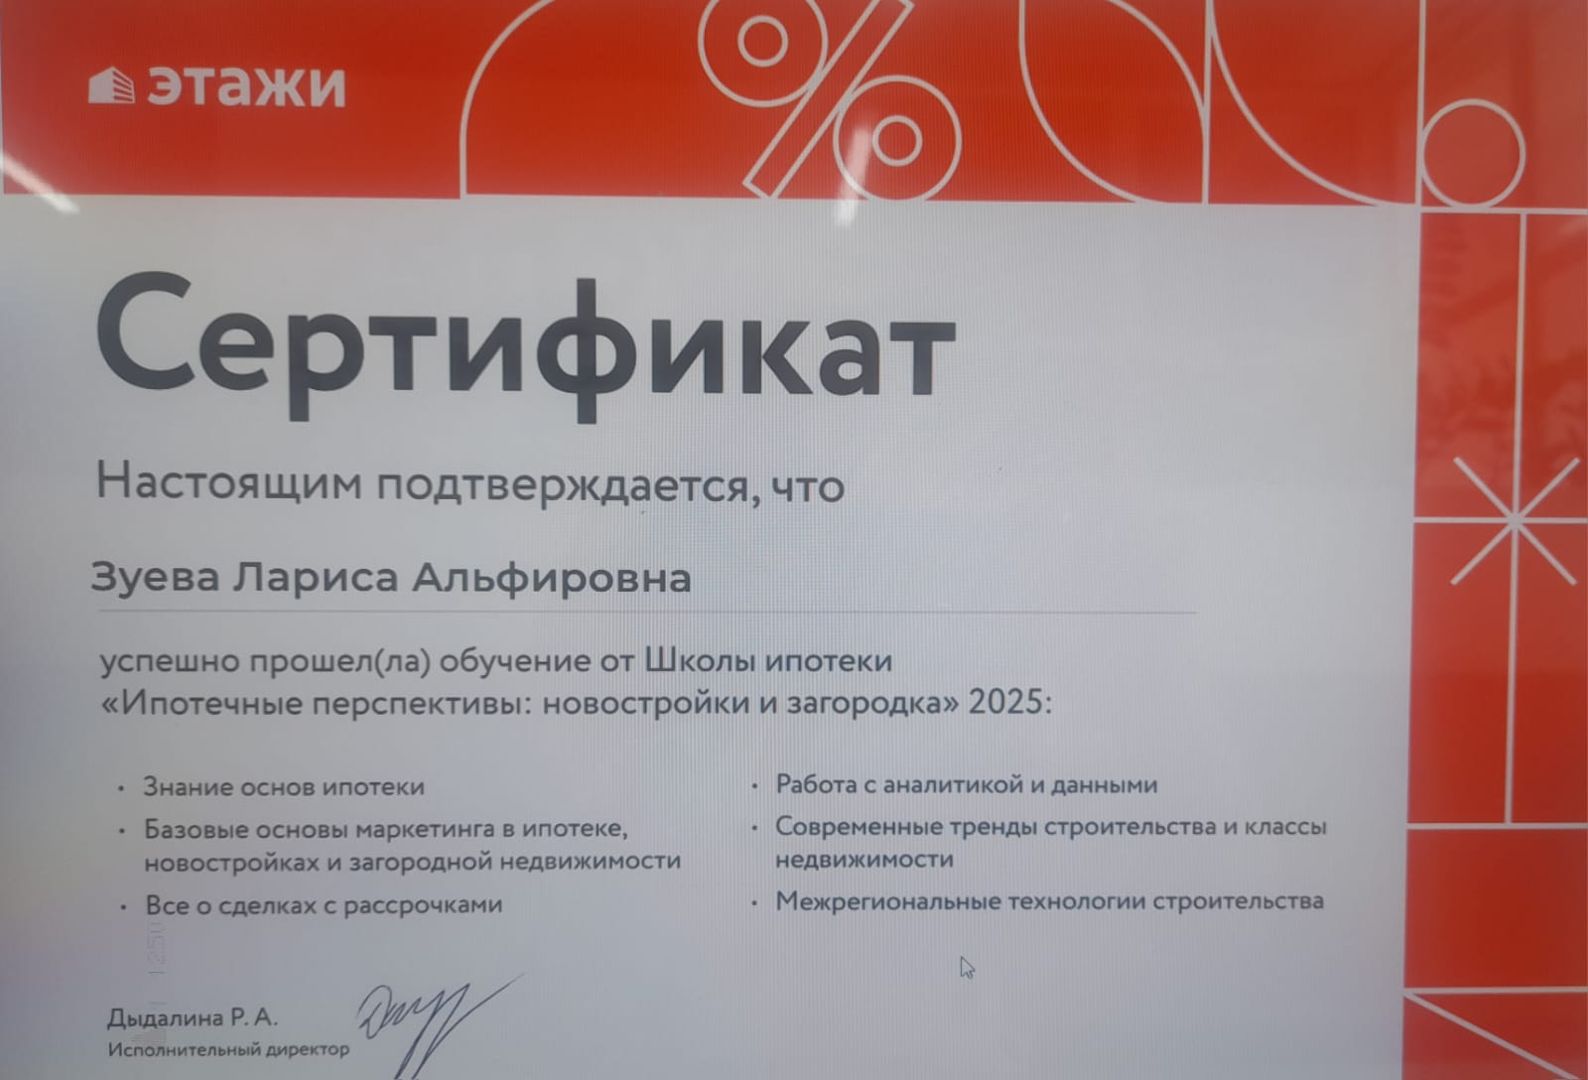 этажи
Сертификат
Настоящим подтверждается, что
Зуева Лариса Альфировна
успешно прошел(ла) обучение от Школы ипотеки
«Ипотечные перспективы: новостройки и загородка» 2025:
· Знание основ ипотеки
· Базовые основы маркетинга в ипотеке,
новостройках и загородной недвижимости
· Все о сделках с рассрочками
· Работа с аналитикой и данными
· Современные тренды строительства и классы
недвижимости
· Межрегиональные технологии строительства
Дыдалина Р. А.
Исполнительный директор